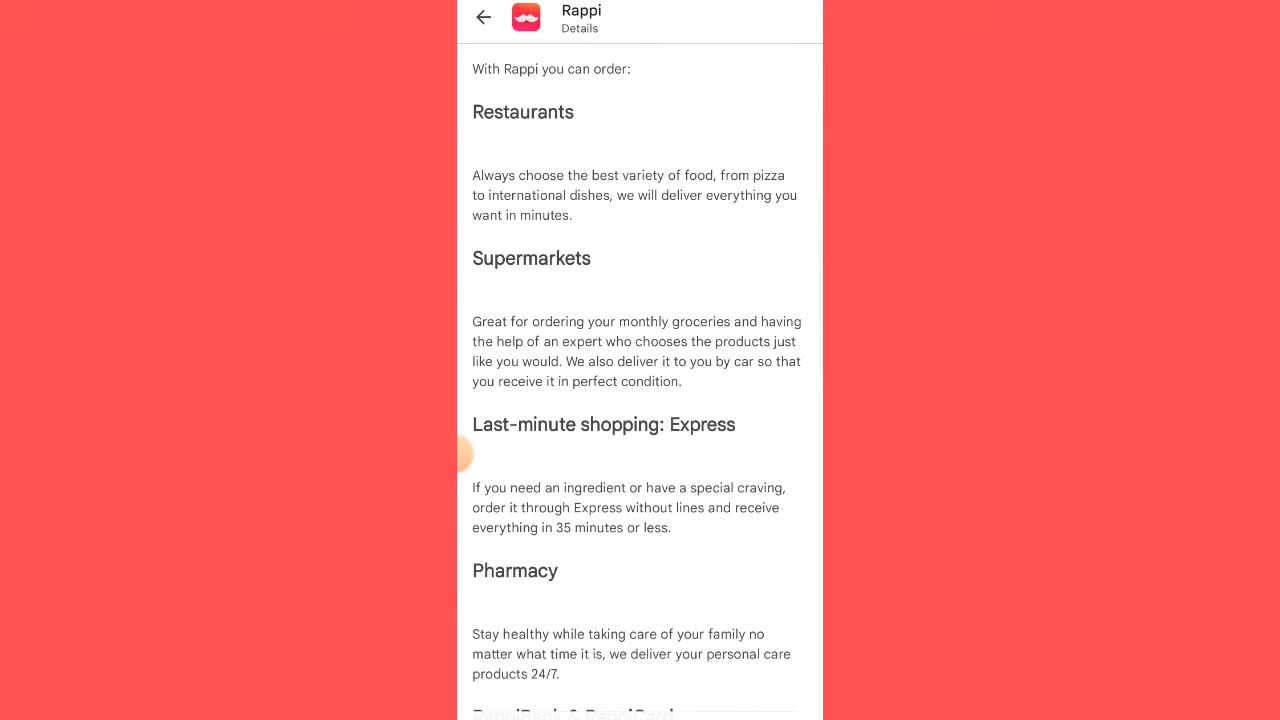 Rappi
Details
With Rappi you can order:
Restaurants
Always choose the best variety of food, from pizza
to international dishes, we will deliver everything you
want in minutes.
Supermarkets
Great for ordering your monthly groceries and having
the help of an expert who chooses the products just
like you would. We also deliver it to you by car so that
you receive it in perfect condition.
Last-minute shopping: Express
If you need an ingredient or have a special craving,
order it through Express without lines and receive
everything in 35 minutes or less.
Pharmacy
Stay healthy while taking care of your family no
matter what time it is, we deliver your personal care
products 24/7.
RappiBank & RappiCard